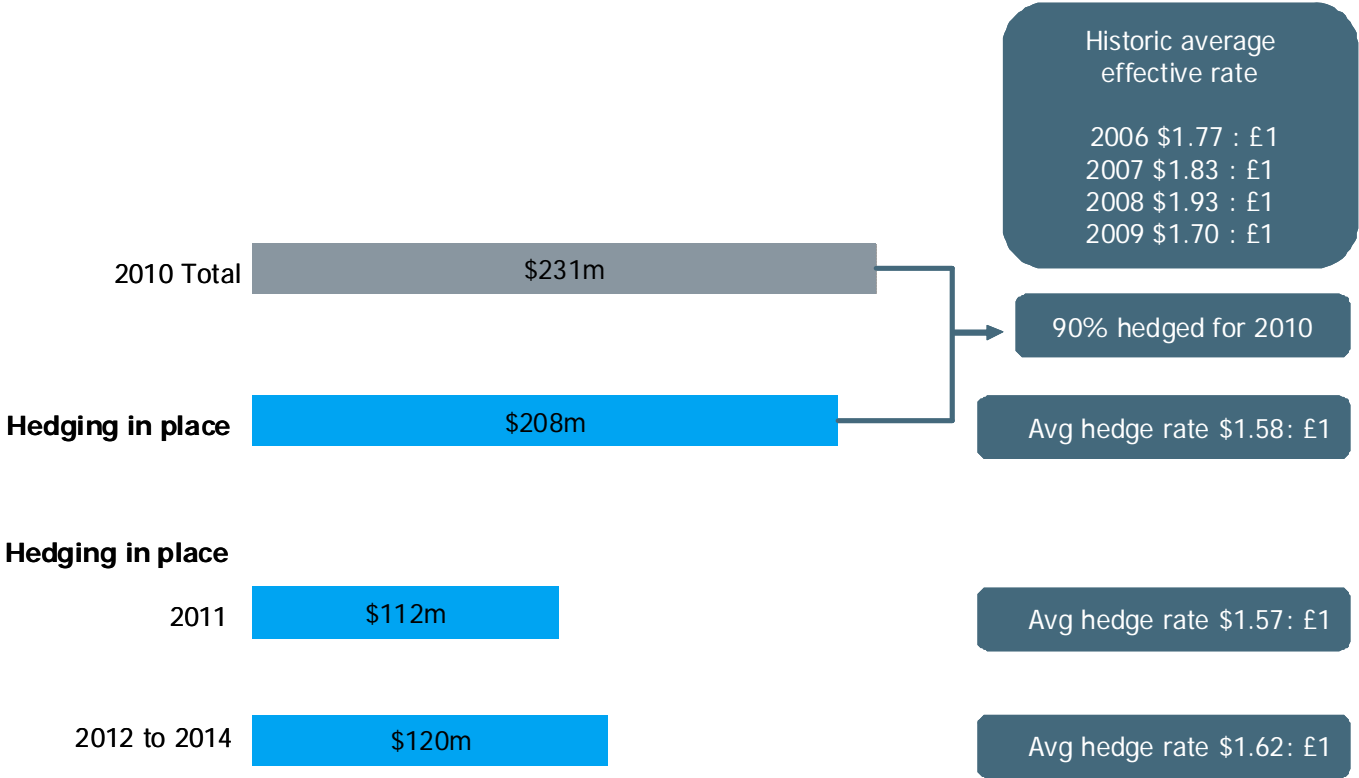 Historic average
effective rate
2006 $1.77 : £1
2007 $1.83 : £1
2008 $1.93 : £1
2009 $1.70 : £1
2010 Total
$231m
90% hedged for 2010
Hedging in place
$208m
Avg hedge rate $1.58: £1
Hedging in place
2011
$112m
Avg hedge rate $1.57: £1
2012 to 2014
$120m
Avg hedge rate $1.62: £1